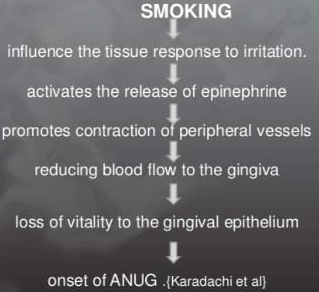 SMOKING
influence the tissue response to irritation.
activates the release of epinephrine
promotes contraction of peripheral vessels
reducing blood flow to the gingiva
loss of vitality to the gingival epithelium
onset of ANUG .{Karadachi et al}